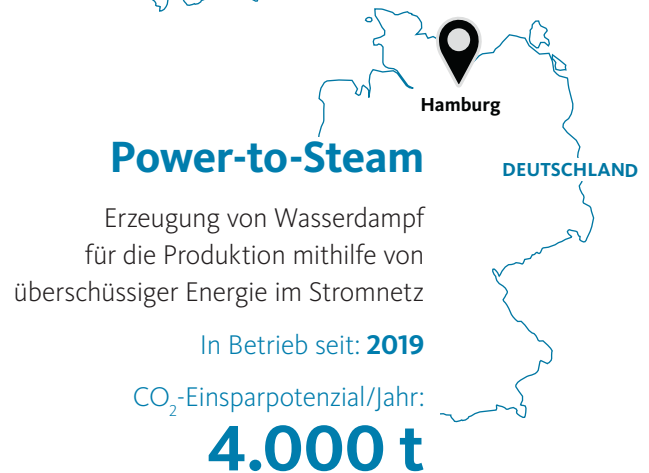 Hamburg
Power-to-Steam
DEUTSCHLAND
Erzeugung von Wasserdampf
für die Produktion mithilfe von
überschüssiger Energie im Stromnetz
In Betrieb seit: 2019
CO₂-Einsparpotenzial/Jahr:
4.000 t